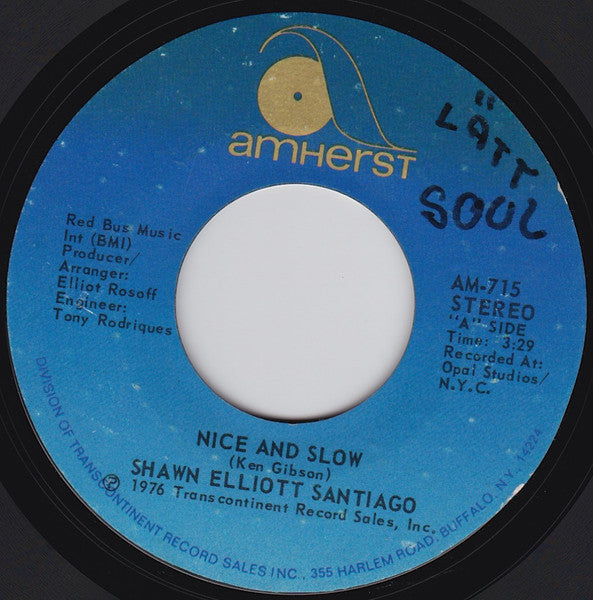 amherst
"
LATT
SOUL
Red Bus Music
Int (BMI)
Producer/
Arranger:
Elliot Rosoff
Engineer:
Tony Rodriques
AM-715
STEREO
"A" SIDE
Time: 3:29
Recorded At:
Opal Studios/
N.Y.C.
NICE AND SLOW
(Ken Gibson)
SHAWN ELLIOTT SANTIAGO
℗ 1976 Transcontinent Record Sales, Inc.
DIVISION OF TRANSCONTINENT RECORD SALES INC., 355 HARLEM ROAD, BUFFALO, N.Y. 14224